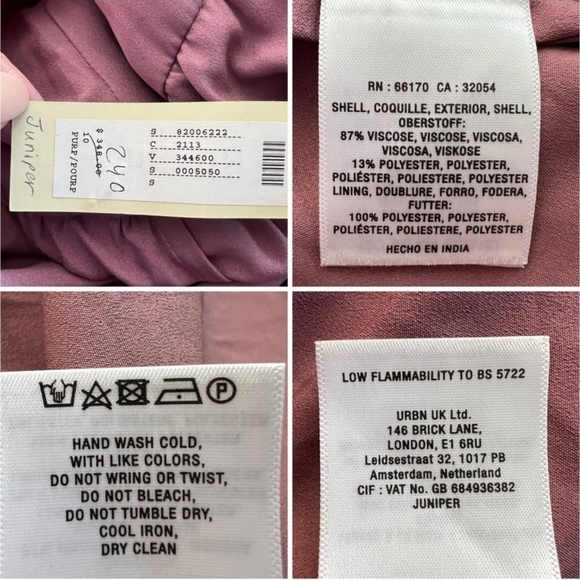 Juniper
S 82006222
C 2113
V 344600
S 0005050
S
240
$ 348.00
10
PURP/POURP
RN : 66170 CA : 32054
SHELL, COQUILLE, EXTERIOR, SHELL,
OBERSTOFF:
87% VISCOSE, VISCOSE, VISCOSA,
VISCOSA, VISKOSE
13% POLYESTER, POLYESTER,
POLIÉSTER, POLIESTERE, POLYESTER
LINING, DOUBLURE, FORRO, FODERA,
FUTTER:
100% POLYESTER, POLYESTER,
POLIÉSTER, POLIESTERE, POLYESTER
HECHO EN INDIA
P
HAND WASH COLD,
WITH LIKE COLORS,
DO NOT WRING OR TWIST,
DO NOT BLEACH,
DO NOT TUMBLE DRY,
COOL IRON,
DRY CLEAN
LOW FLAMMABILITY TO BS 5722
URBN UK Ltd.
146 BRICK LANE,
LONDON, E1 6RU
Leidsestraat 32, 1017 PB
Amsterdam, Netherland
CIF : VAT No. GB 684936382
JUNIPER